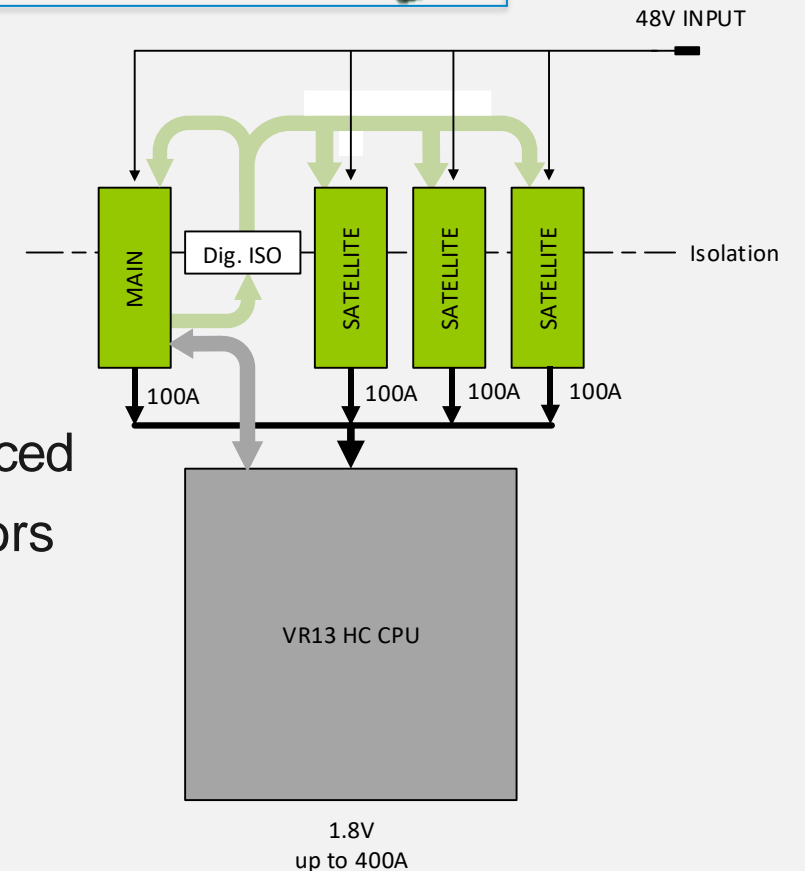 48V INPUT
Dig. ISO
Isolation
MAIN
SATELLITE
SATELLITE
SATELLITE
100A
100A
100A
100A
VR13 HC CPU
1.8V
up to 400A